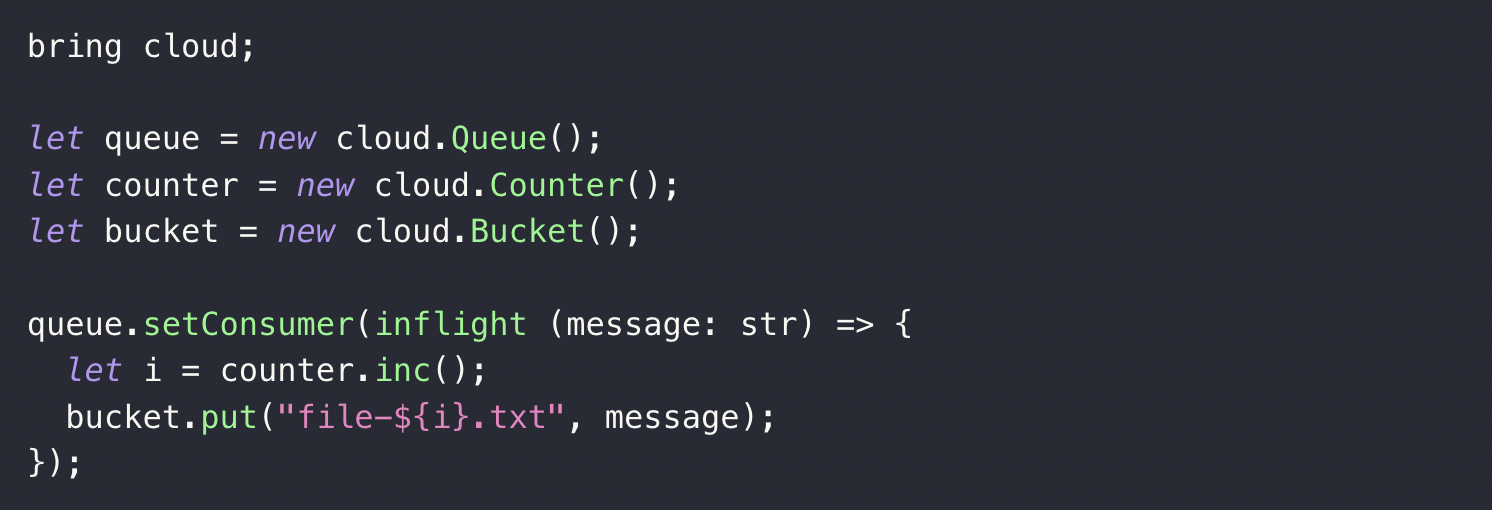 bring cloud;
let queue = new cloud.Queue();
let counter = new cloud.Counter();
let bucket = new cloud.Bucket();
queue.setConsumer(inflight (message: str) => {
  let i = counter.inc();
  bucket.put("file-${i}.txt", message);
});